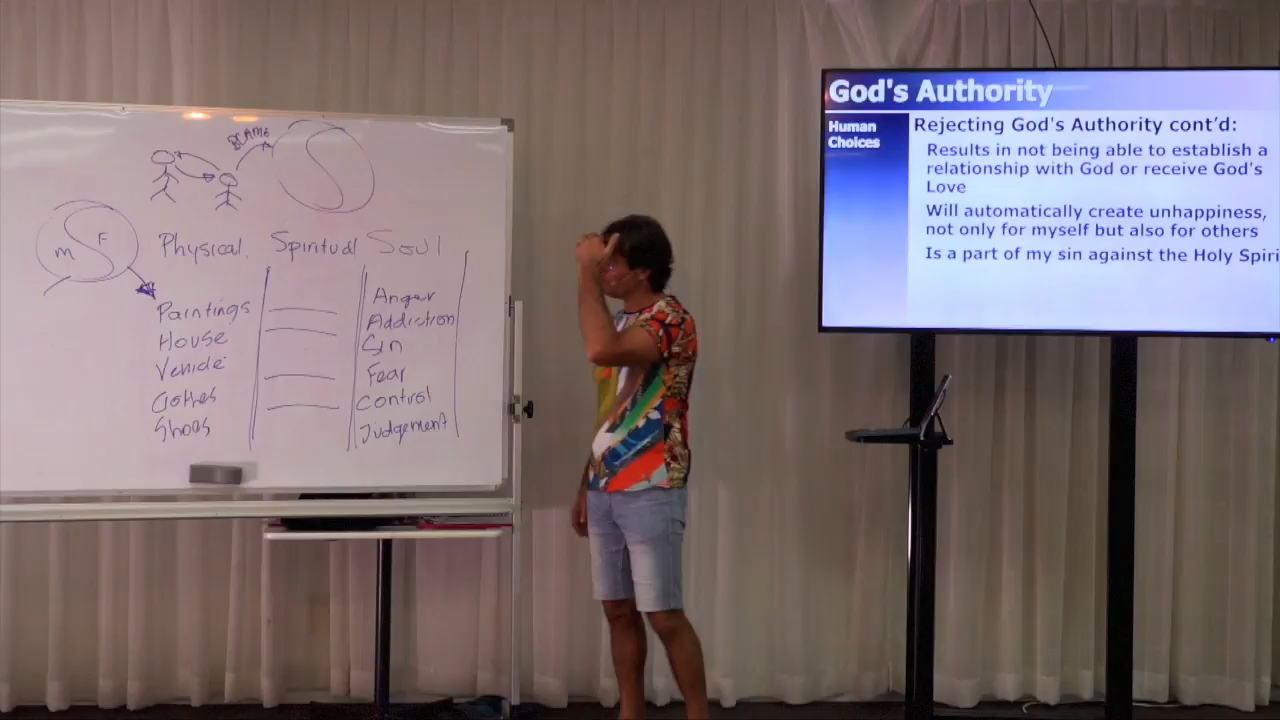 BLAME
M F
Physical. Spiritual Soul
Paintings
House
Vehicle
Clothes
Shoes
Anger
Addiction
Sin
Fear
Control
Judgement
God's Authority
Human
Choices
Rejecting God's Authority cont'd:
Results in not being able to establish a
relationship with God or receive God's
Love
Will automatically create unhappiness,
not only for myself but also for others
Is a part of my sin against the Holy Spiri